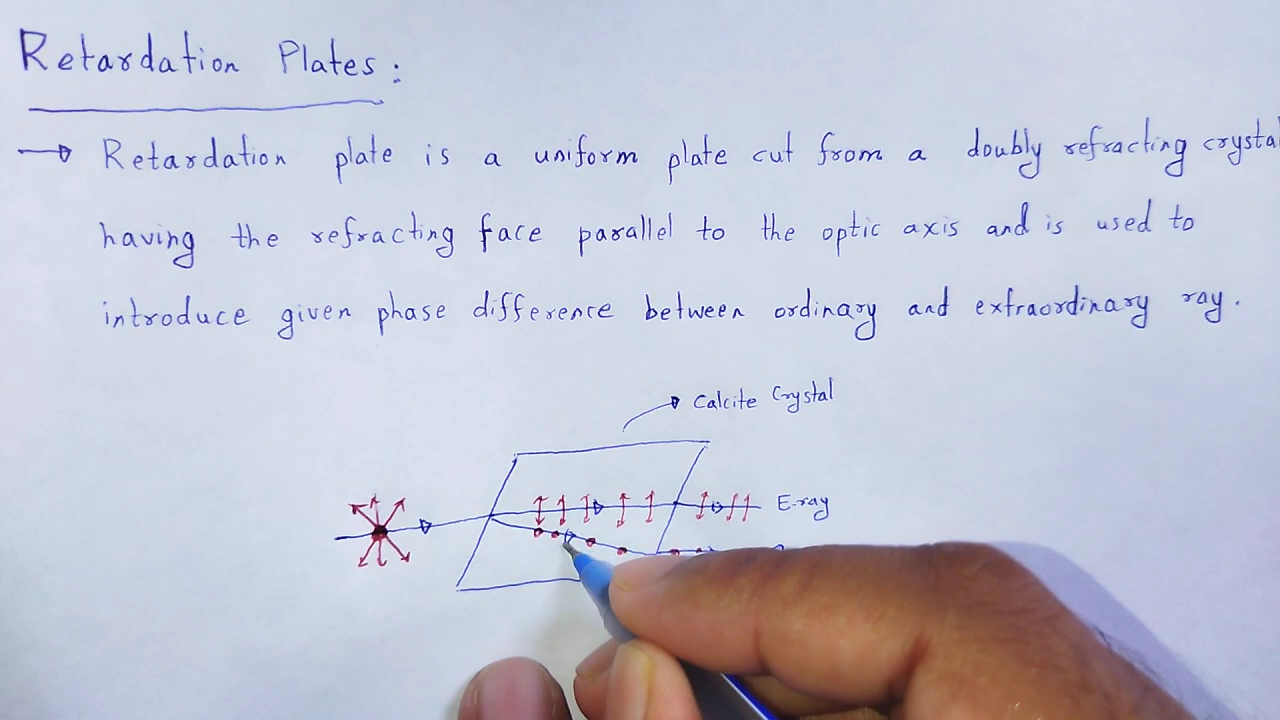 Retardation Plates:
Retardation plate is a uniform plate cut from a doubly refracting crystal
having the refracting face parallel to the optic axis and is used to
introduce given phase difference between ordinary and extraordinary ray.
Calcite Crystal
E-ray